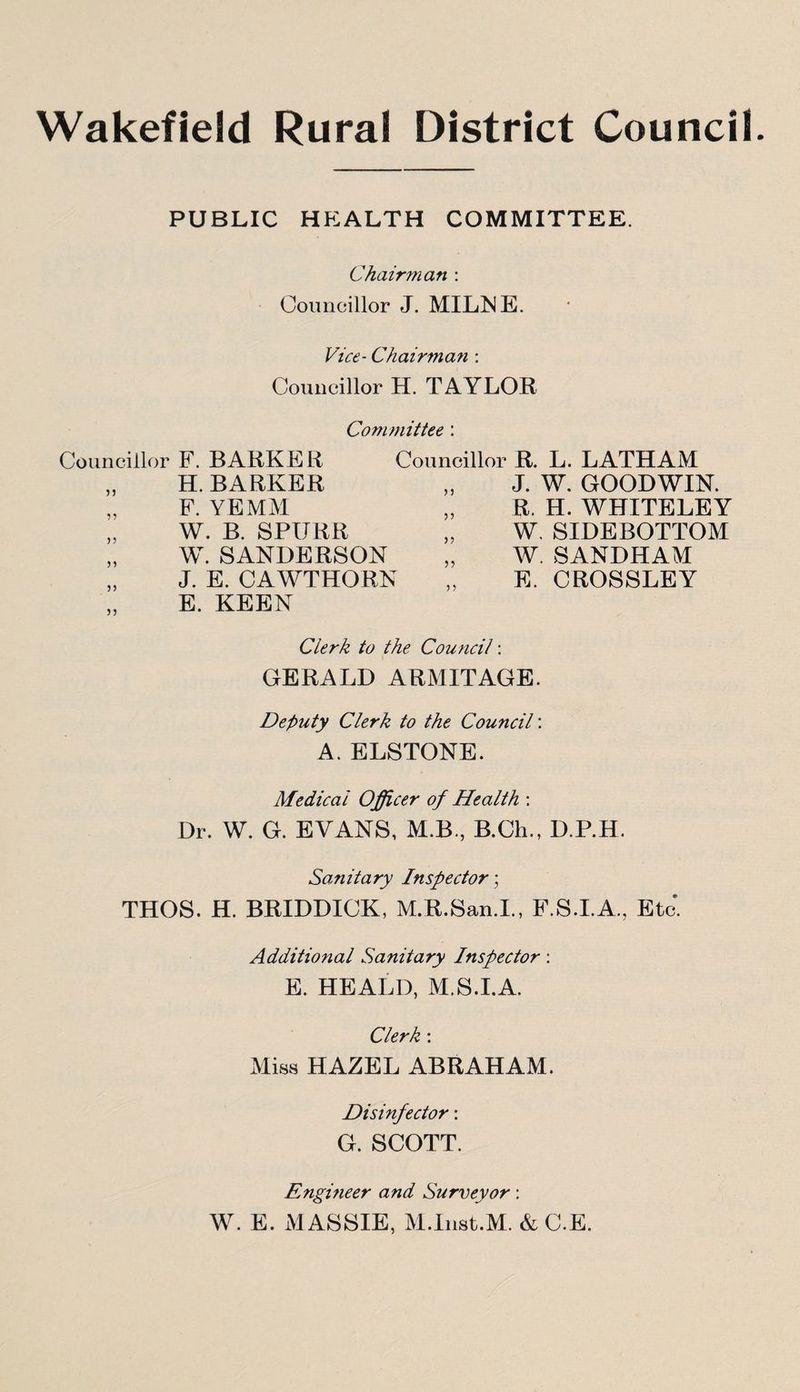 Wakefield Rural District Council.
PUBLIC HEALTH COMMITTEE.
Chairman :
Councillor J. MILNE.
Vice-Chairman :
Councillor H. TAYLOR
Committee :
Councillor F. BARKER Councillor R. L. LATHAM
„ H. BARKER „ J. W. GOODWIN.
„ F. YEMM „ R. H. WHITELEY
„ W. B. SPURR „ W. SIDEBOTTOM
„ W. SANDERSON „ W. SANDHAM
„ J. E. CAWTHORN „ E. CROSSLEY
„ E. KEEN
Clerk to the Council :
GERALD ARMITAGE.
Deputy Clerk to the Council :
A. ELSTONE.
Medical Officer of Health :
Dr. W. G. EVANS, M.B., B.Ch., D.P.H.
Sanitary Inspector ;
THOS. H. BRIDDICK, M.R.San.I., F.S.I.A., Etc.
Additional Sanitary Inspector :
E. HEALD, M.S.I.A.
Clerk :
Miss HAZEL ABRAHAM.
Disinfector :
G. SCOTT.
Engineer and Surveyor :
W. E. MASSIE, M.Inst.M. & C.E.